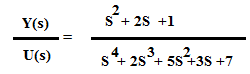 Y(s)/U(s) = (S^2 + 2S + 1)/(S^4 + 2S^3 + 5S^2 + 3S + 7)